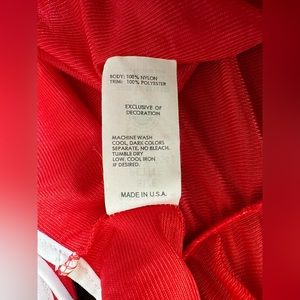 BODY: 100% NYLON
TRIM: 100% POLYESTER
EXCLUSIVE OF
DECORATION
MACHINE WASH
COOL, DARK COLORS
SEPARATE, NO BLEACH,
TUMBLE DRY
LOW, COOL IRON
IF DESIRED.
MADE IN U.S.A.